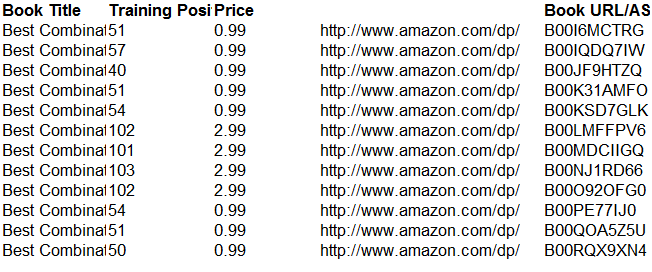 Book Title Training Posi Price Book URL/AS
Best Combinat 51 0.99 http://www.amazon.com/dp/ B00I6MCTRG
Best Combinat 57 0.99 http://www.amazon.com/dp/ B00IQDQ7IW
Best Combinat 40 0.99 http://www.amazon.com/dp/ B00JF9HTZQ
Best Combinat 51 0.99 http://www.amazon.com/dp/ B00K31AMFO
Best Combinat 54 0.99 http://www.amazon.com/dp/ B00KSD7GLK
Best Combinat 102 2.99 http://www.amazon.com/dp/ B00LMFFPV6
Best Combinat 101 2.99 http://www.amazon.com/dp/ B00MDCIIGQ
Best Combinat 103 2.99 http://www.amazon.com/dp/ B00NJ1RD66
Best Combinat 102 2.99 http://www.amazon.com/dp/ B00O92OFG0
Best Combinat 54 0.99 http://www.amazon.com/dp/ B00PE77IJ0
Best Combinat 51 0.99 http://www.amazon.com/dp/ B00QOA5Z5U
Best Combinat 50 0.99 http://www.amazon.com/dp/ B00RQX9XN4